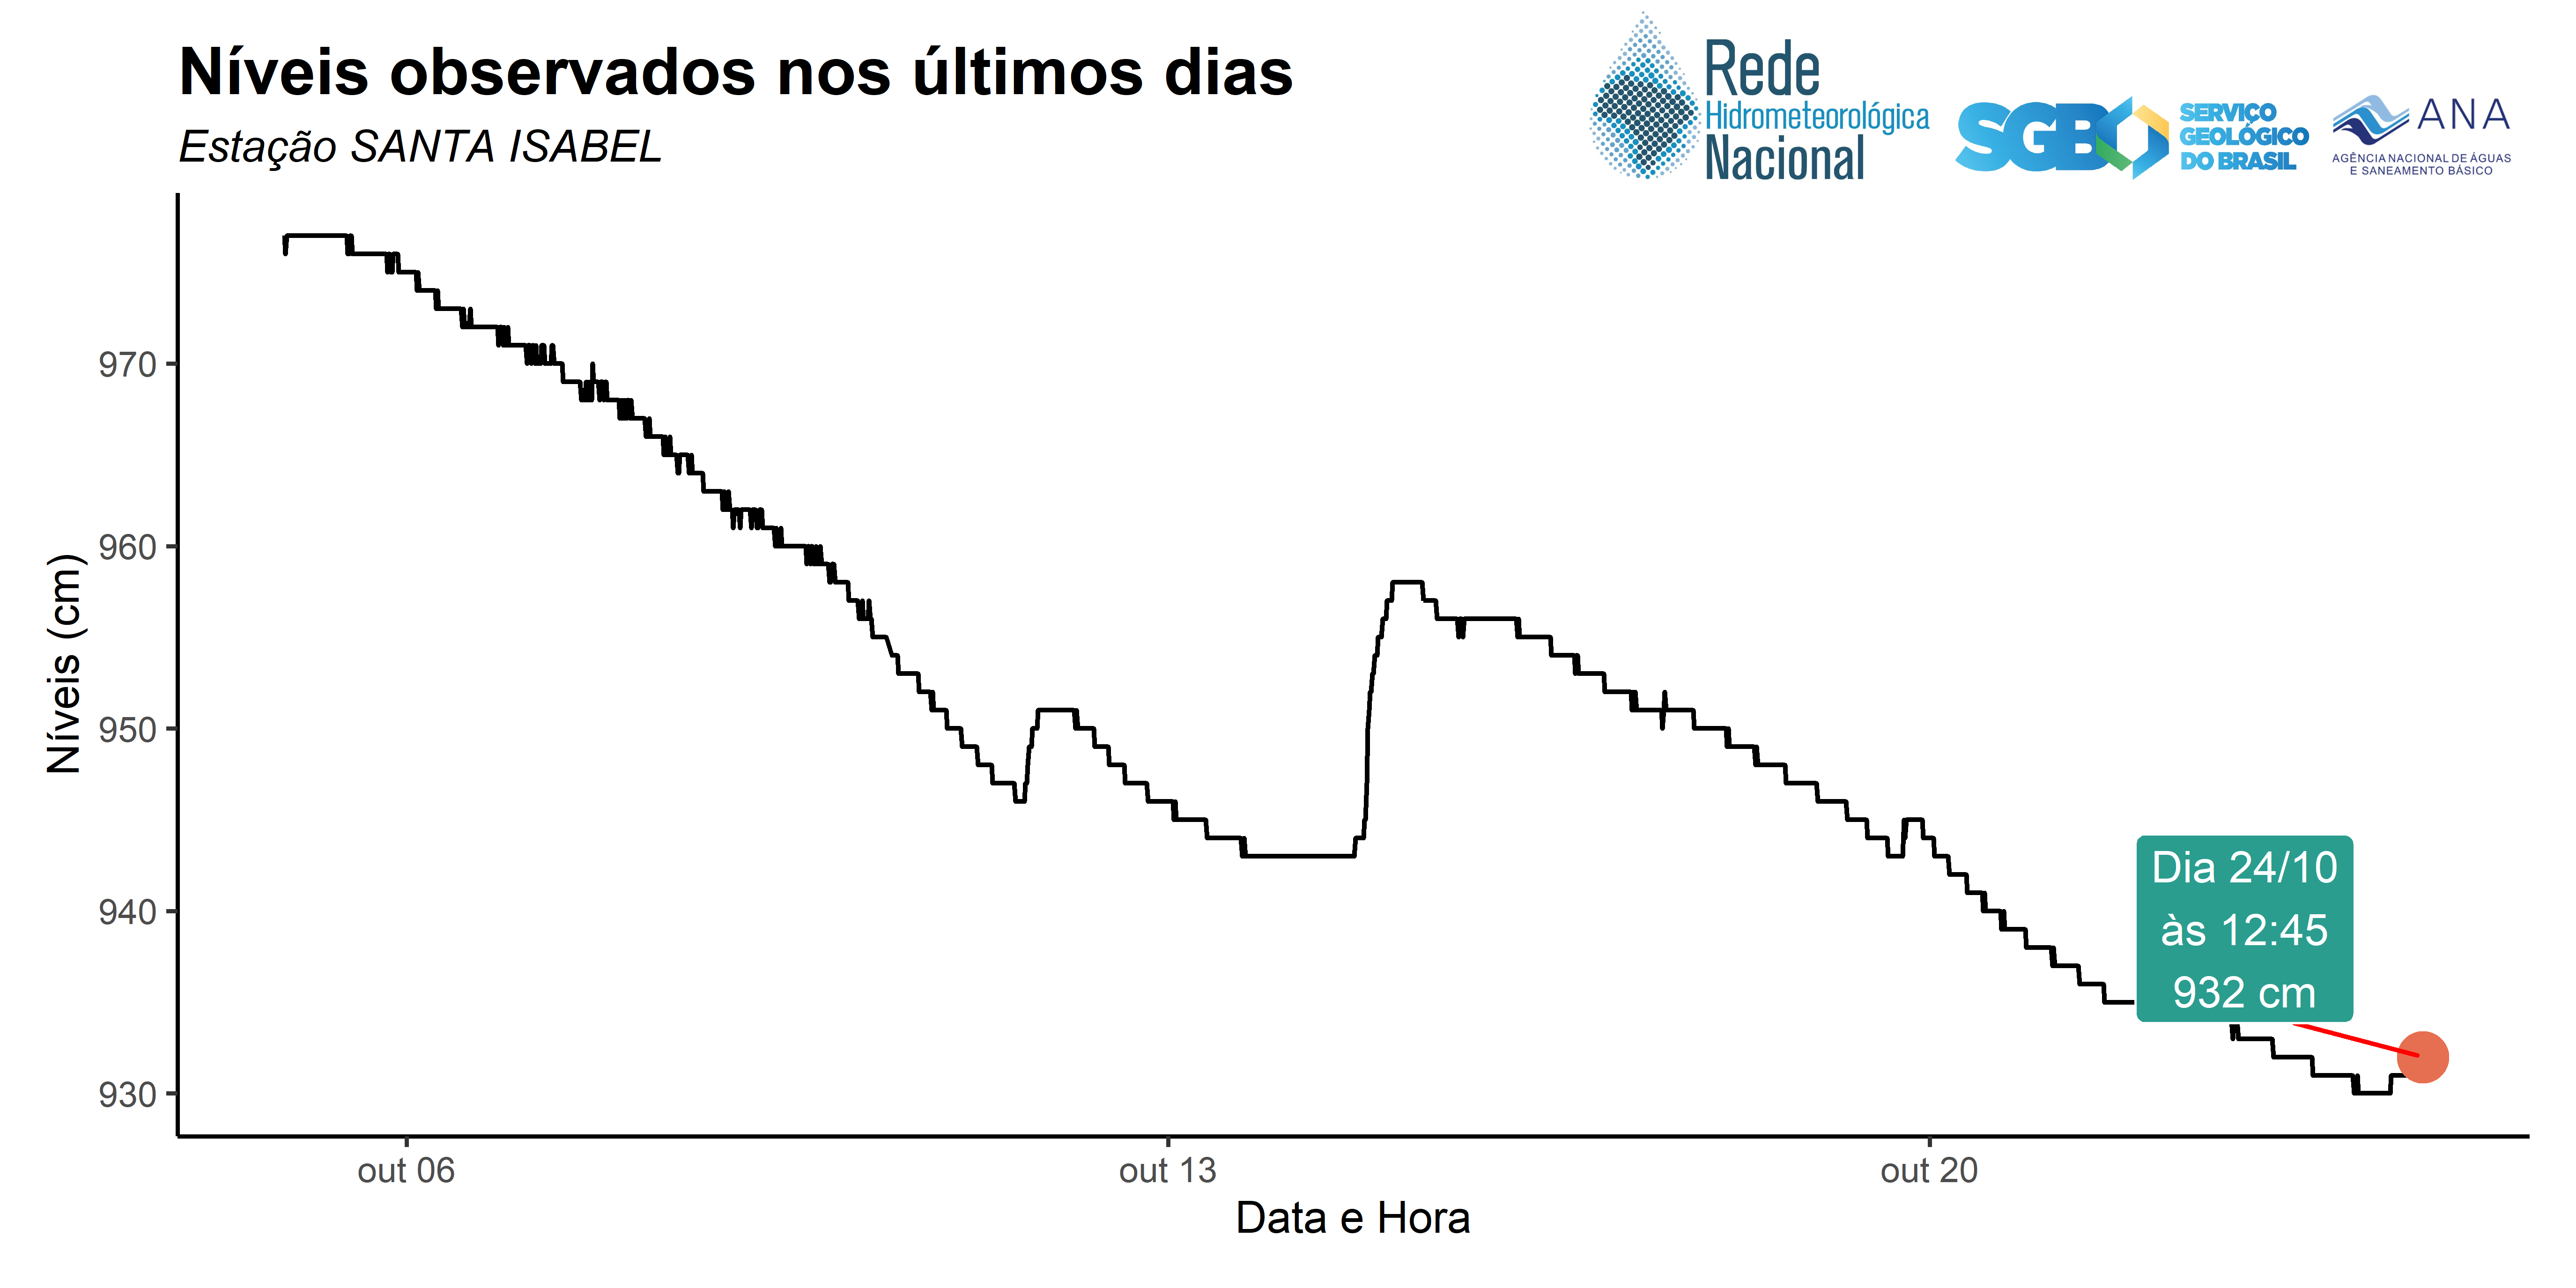 Níveis observados nos últimos dias
Estação SANTA ISABEL
Rede
Hidrometeorológica
Nacional
SGB
SERVIÇO
GEOLÓGICO
DO BRASIL
ANA
AGÊNCIA NACIONAL DE ÁGUAS
E SANEAMENTO BÁSICO
Níveis (cm)
970
960
950
940
930
Dia 24/10
às 12:45
932 cm
out 06
out 13
out 20
Data e Hora